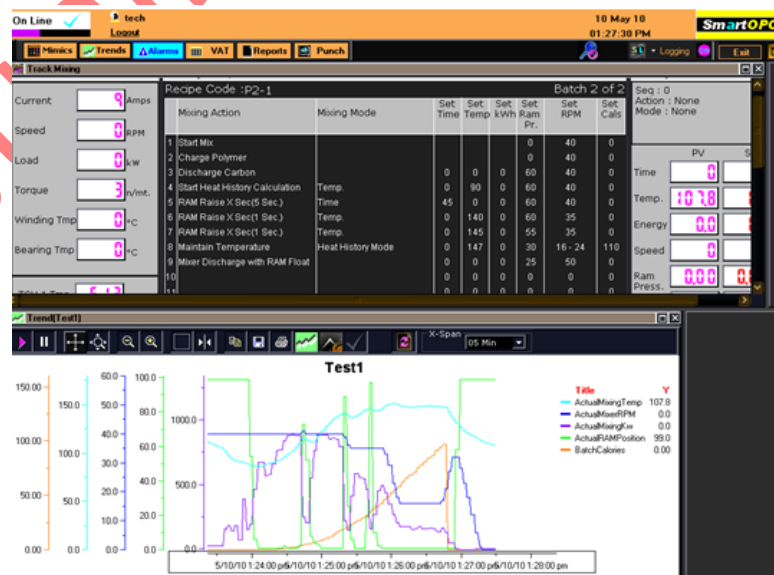 On Line tech 10 May 10
Logout 01:27:30 PM SmartOPC
Mimics Trends Alarms VAT Reports Punch Logging Exit
Track Mixing
Recipe Code :P2-1 Batch 2 of 2
Seq : 0
Action : None
Mode : None
Current 9 Amps
Speed 0 RPM
Load 0 kW
Torque 3 n/mt.
Winding Tmp 0 °C
Bearing Tmp 0 °C
Mixing Action Mixing Mode Set Time Set Temp Set kWh Set Ram Pr. Set RPM Set Cals
1 Start Mix 0 40 0
2 Charge Polymer 0 40 0
3 Discharge Carbon 0 0 0 60 40 0
4 Start Heat History Calculation Temp. 0 90 0 60 40 0
5 RAM Raise X Sec(5 Sec.) Time 45 0 0 60 40 0
6 RAM Raise X Sec(1 Sec.) Temp. 0 140 0 60 35 0
7 RAM Raise X Sec(1 Sec.) Temp. 0 145 0 55 35 0
8 Maintain Temperature Heat History Mode 0 147 0 30 16 - 24 110
9 Mixer Discharge with RAM Float 0 0 0 25 50 0
10 0 0 0 0 0 0
PV
Time 0
Temp. 107.8
Energy 0.0
Speed 0
Ram Press. 0.00
Trend(Test1)
X-Span 05 Min
Test1
150.00 100.00 50.00 0.00
150.0 100.0 50.0 0.0
60.0 50.0 40.0 30.0 20.0 10.0 0.0
100.0 80.0 60.0 40.0 20.0 0.0
1000.0 500.0 0.0
Title Y
ActualMixingTemp 107.8
ActualMixerRPM 0.0
ActualMixingKw 0.0
ActualRAMPosition 99.0
BatchCalories 0.00
5/10/10 1:24:00 pm 5/10/10 1:25:00 pm 5/10/10 1:26:00 pm 5/10/10 1:27:00 pm 5/10/10 1:28:00 pm